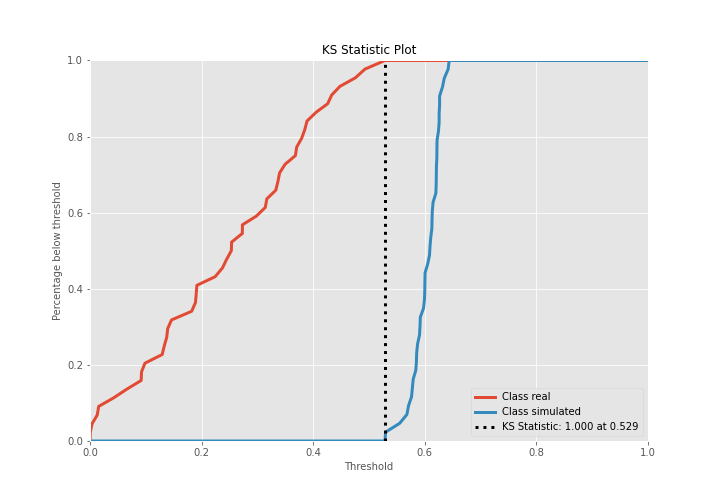 KS Statistic Plot
1.0
0.8
0.6
0.4
0.2
0.0
Percentage below threshold
0.0 0.2 0.4 0.6 0.8 1.0
Threshold
Class real
Class simulated
KS Statistic: 1.000 at 0.529